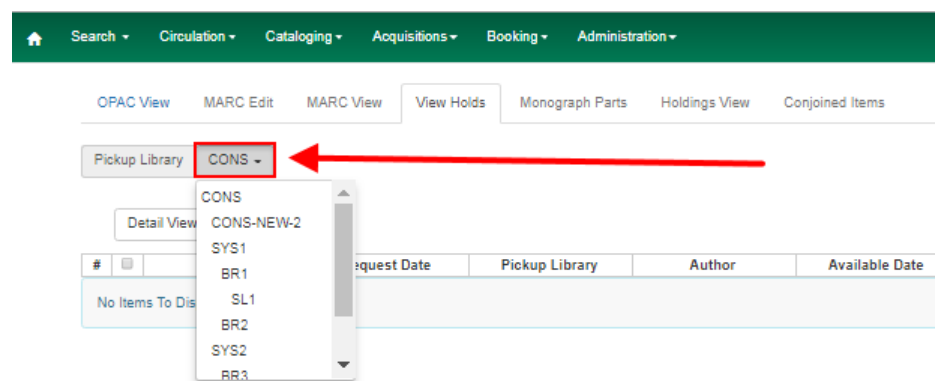 Search Circulation Cataloging Acquisitions Booking Administration
OPAC View MARC Edit MARC View View Holds Monograph Parts Holdings View Conjoined Items
Pickup Library CONS
CONS
Detail View CONS-NEW-2
SYS1
# equest Date Pickup Library Author Available Date
BR1
No Items To Dis SL1
BR2
SYS2
BR3